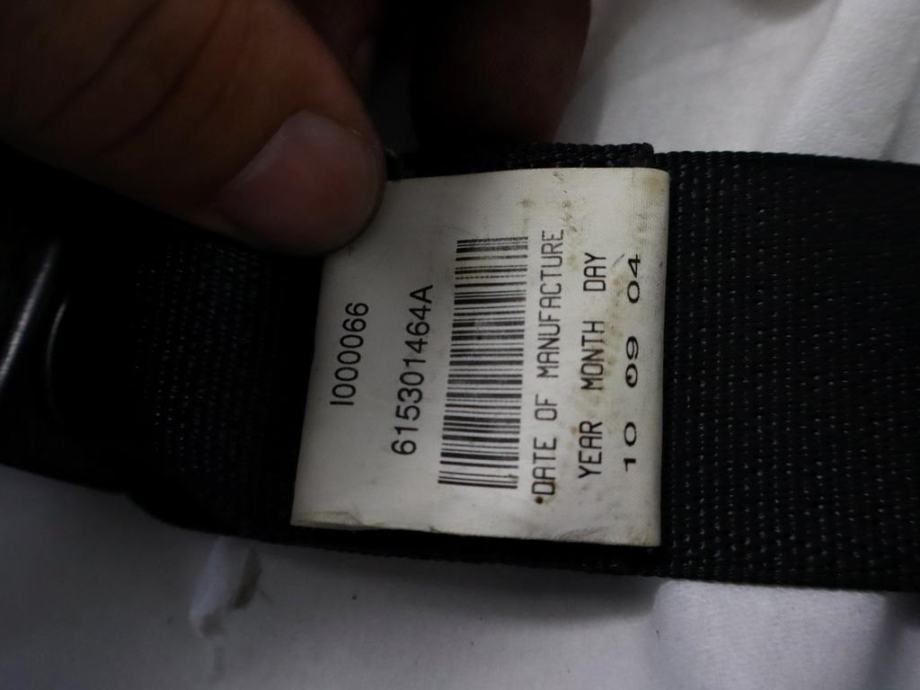 I000066
615301464A
DATE OF MANUFACTURE
YEAR MONTH DAY
10 09 04